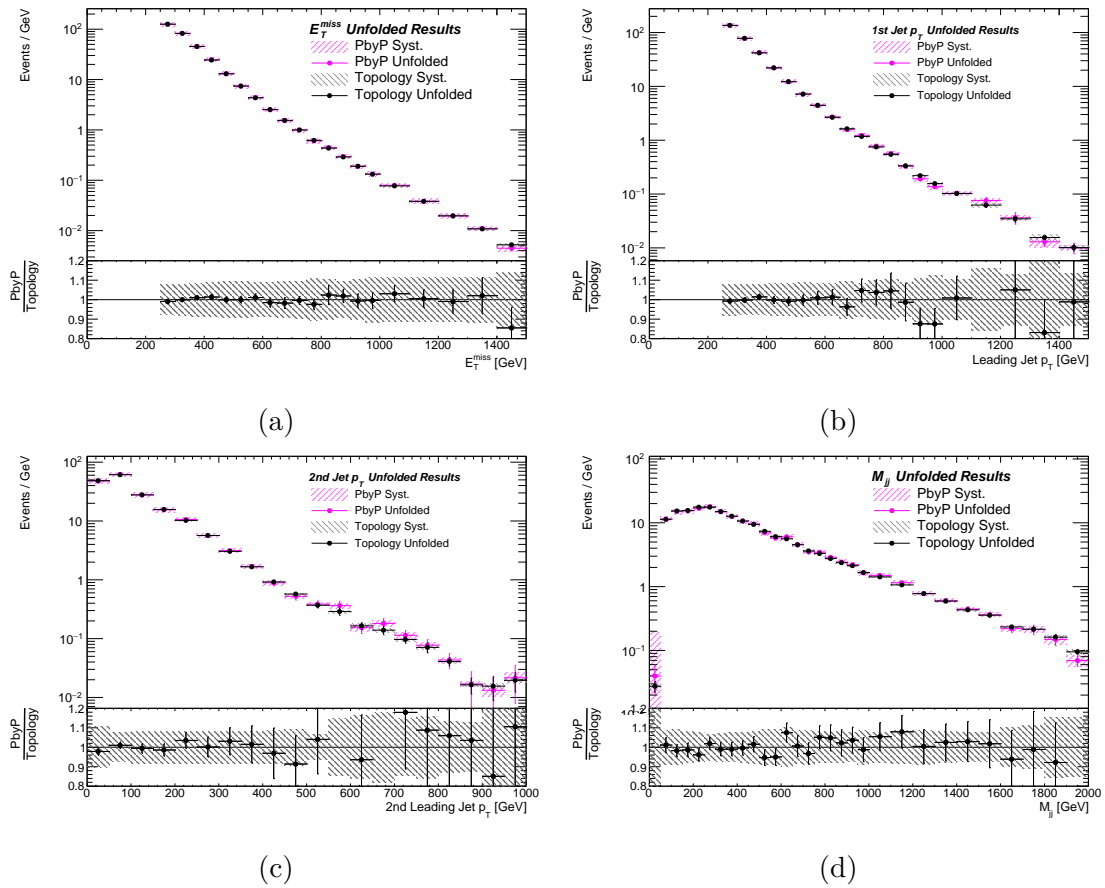 E_T^miss Unfolded Results
PbyP Syst.
PbyP Unfolded
Topology Syst.
Topology Unfolded
Events / GeV
10^2
10
1
10^−1
10^−2
PbyP
Topology
1.2
1.1
1.0
0.9
0.8
0 200 400 600 800 1000 1200 1400
E_T^miss [GeV]
(a)
1st Jet p_T Unfolded Results
PbyP Syst.
PbyP Unfolded
Topology Syst.
Topology Unfolded
Events / GeV
10^2
10
1
10^−1
10^−2
PbyP
Topology
1.2
1.1
1.0
0.9
0.8
0 200 400 600 800 1000 1200 1400
Leading Jet p_T [GeV]
(b)
2nd Jet p_T Unfolded Results
PbyP Syst.
PbyP Unfolded
Topology Syst.
Topology Unfolded
Events / GeV
10^2
10
1
10^−1
10^−2
PbyP
Topology
1.2
1.1
1.0
0.9
0.8
0 100 200 300 400 500 600 700 800 900 1000
2nd Leading Jet p_T [GeV]
(c)
M_jj Unfolded Results
PbyP Syst.
PbyP Unfolded
Topology Syst.
Topology Unfolded
Events / GeV
10^2
10
1
10^−1
PbyP
Topology
1.2
1.1
1.0
0.9
0.8
0 200 400 600 800 1000 1200 1400 1600 1800 2000
M_jj [GeV]
(d)